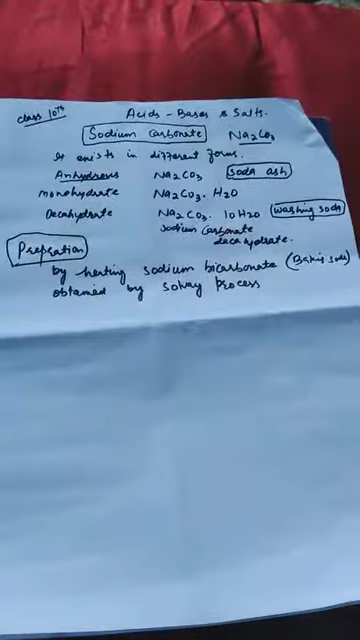 class 10th
Acids - Bases & Salts.
Sodium carbonate Na2CO3
It exists in different forms.
Anhydrous Na2CO3 soda ash
monohydrate Na2CO3. H2O
Decahydrate Na2CO3. 10H2O washing soda
Sodium Carbonate
decahydrate.
Prepration
by heating sodium bicarbonate (Baking soda)
obtained by solvay process